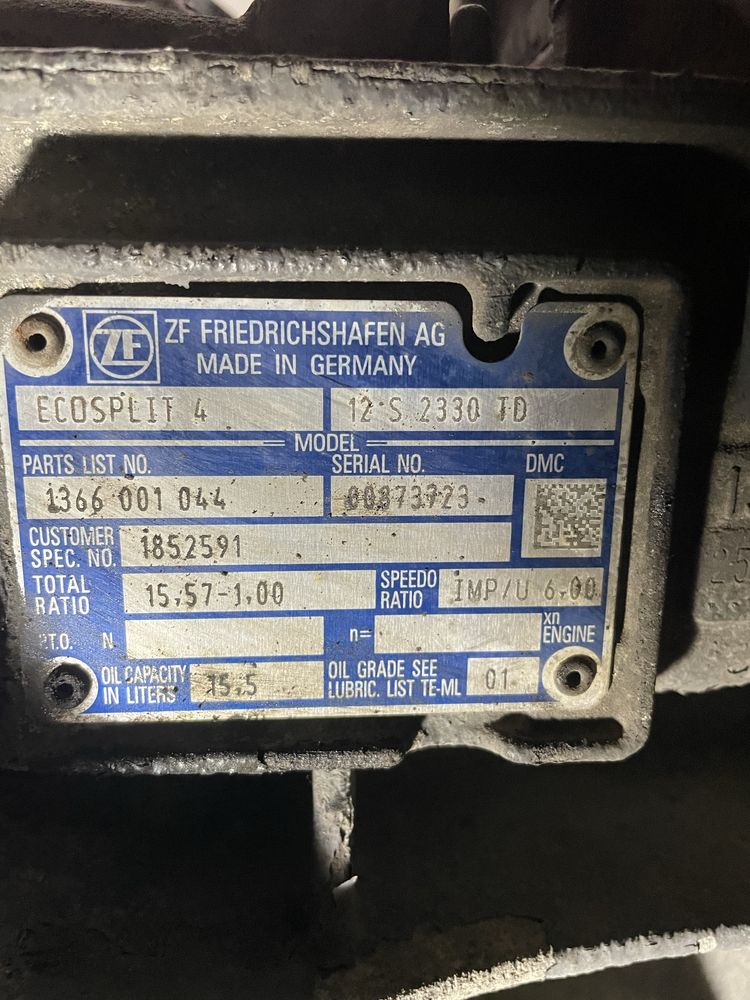 ZF
ZF FRIEDRICHSHAFEN AG
MADE IN GERMANY
ECOSPLIT 4 12 S 2330 TD
MODEL
PARTS LIST NO. SERIAL NO. DMC
1366 001 044 00373723
CUSTOMER SPEC. NO. 1852591
TOTAL RATIO 15,57-1,00 SPEEDO RATIO IMP/U 6,00
P.T.O. N n= xn ENGINE
OIL CAPACITY IN LITERS 15.5 OIL GRADE SEE LUBRIC. LIST TE-ML 01